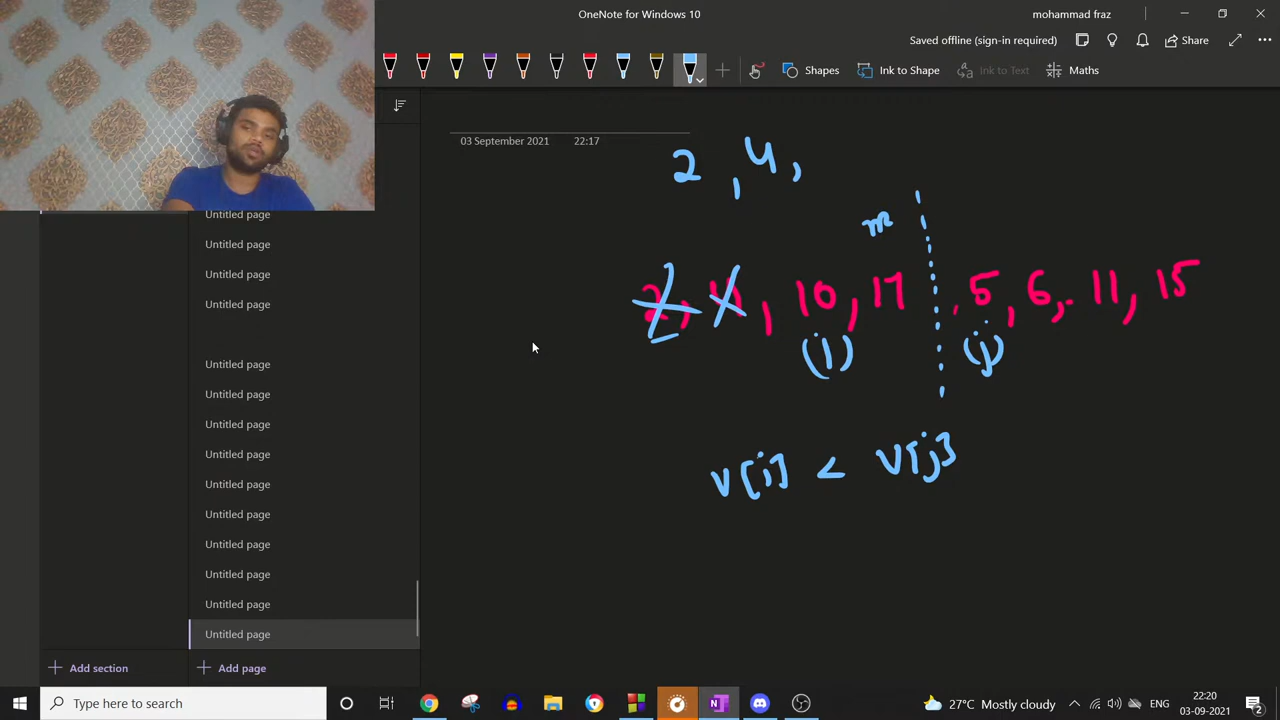 OneNote for Windows 10
mohammad fraz
Saved offline (sign-in required)
Share
Shapes
Ink to Shape
Ink to Text
Maths
03 September 2021 22:17
2, 4,
m
2, , 10, 17 , 5, 6, 11, 15
(i) (j)
v[i] < v[j]
Untitled page
Untitled page
Untitled page
Untitled page
Untitled page
Untitled page
Untitled page
Untitled page
Untitled page
Untitled page
Untitled page
Untitled page
Untitled page
Untitled page
Add section
Add page
Type here to search
27°C Mostly cloudy
ENG
22:20
03-09-2021
2